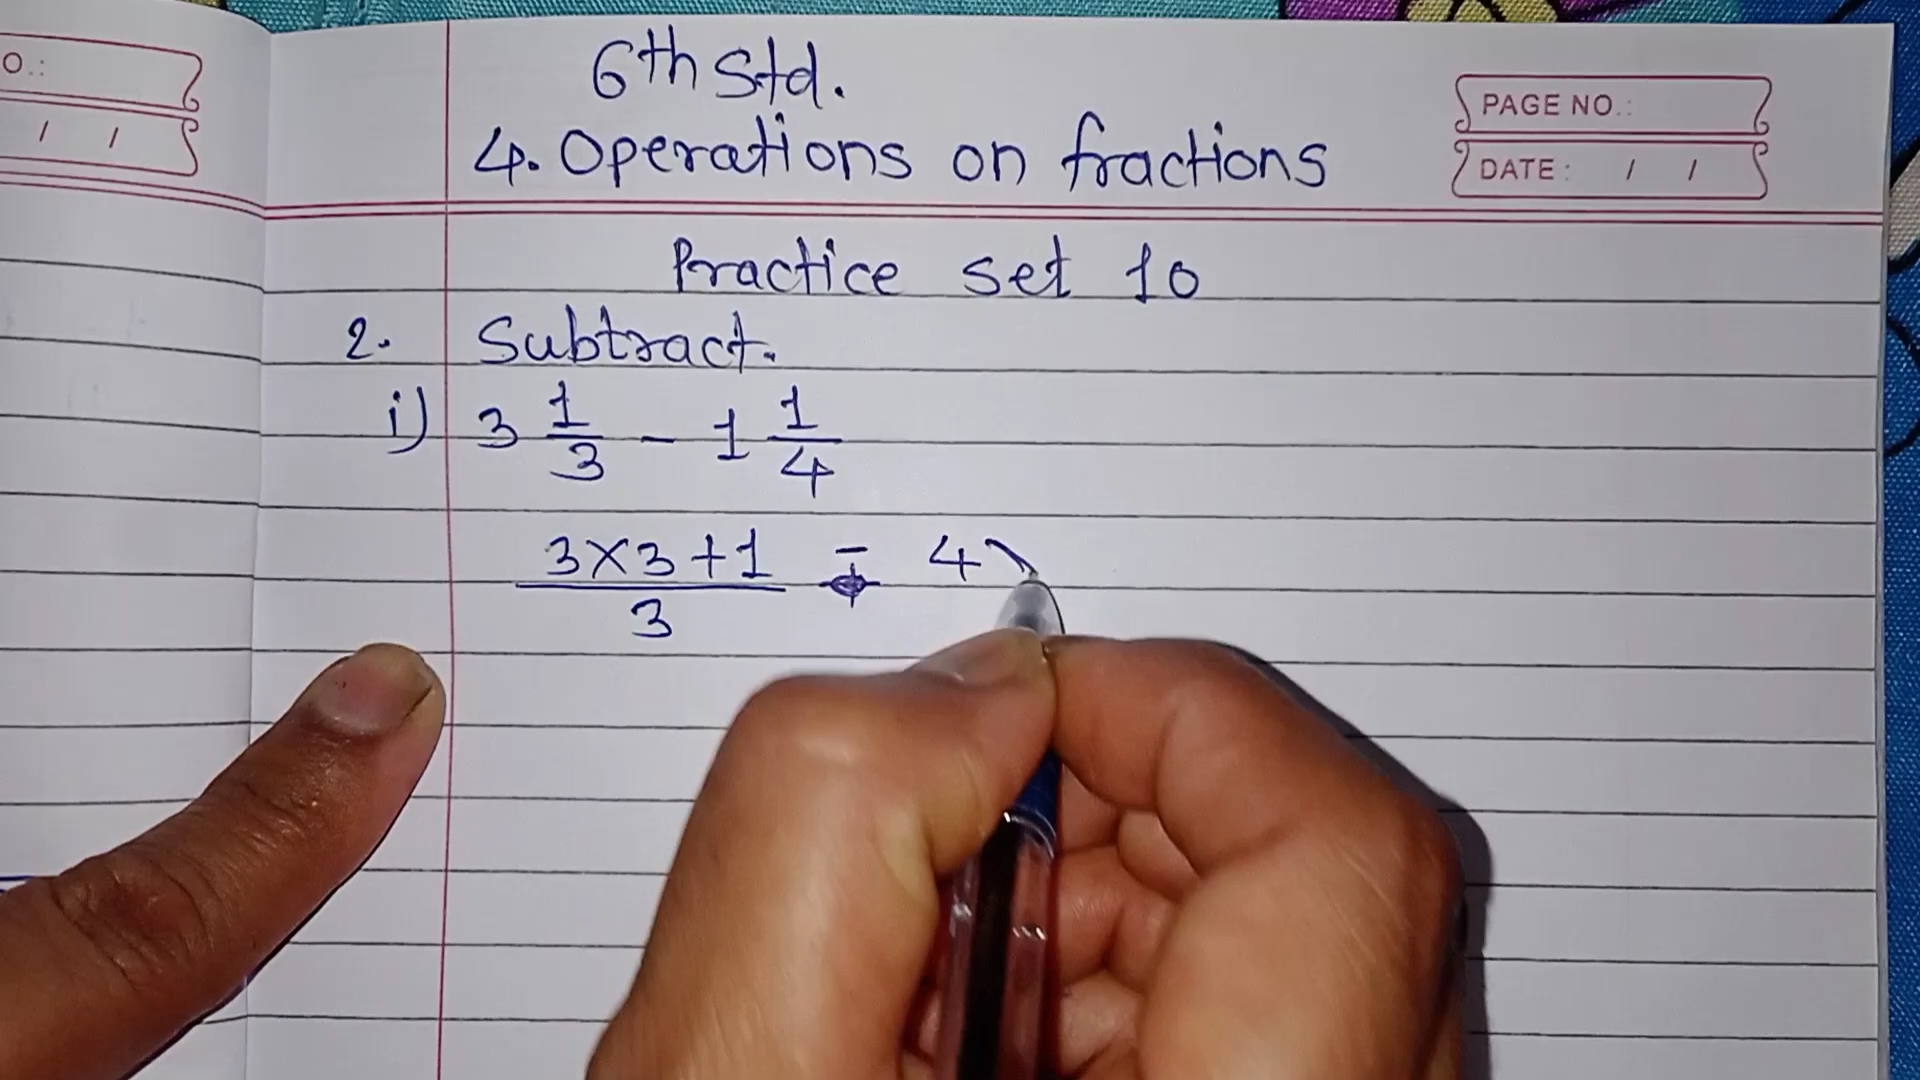 O.:
/ /
6th Std.
PAGE NO.:
4. Operations on fractions
DATE: / /
Practice set 10
2. Subtract.
i) 3 1/3 - 1 1/4
3×3+1/3 - 4